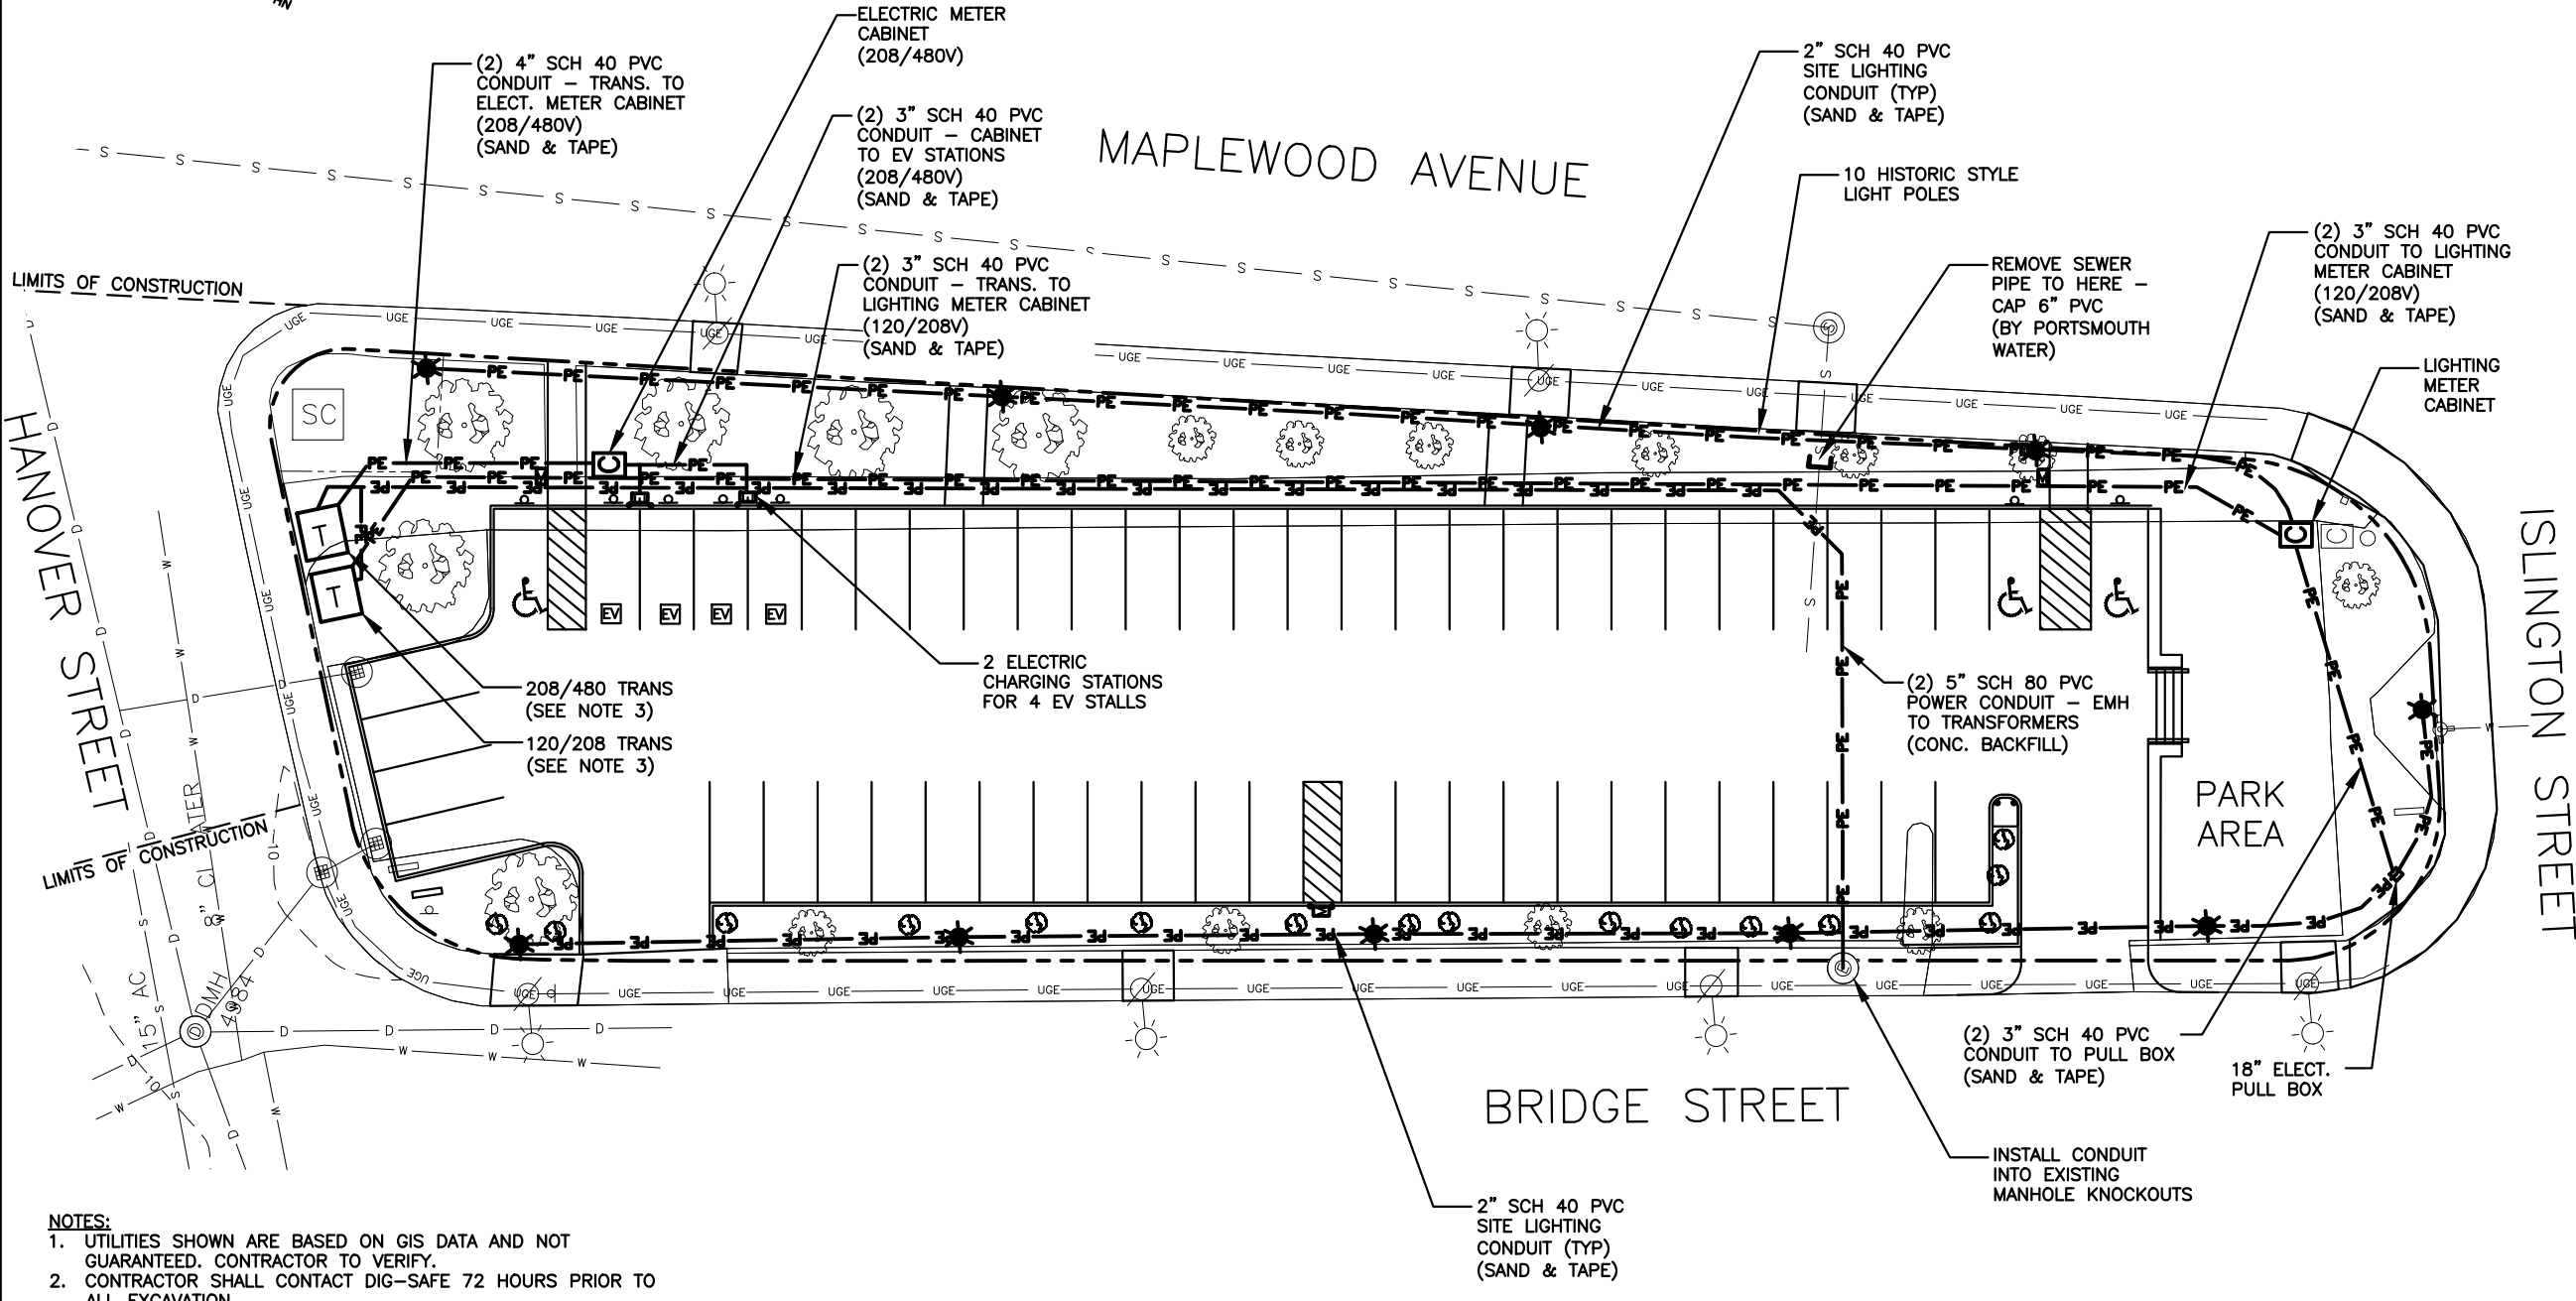 ELECTRIC METER
CABINET
(208/480V)
(2) 4" SCH 40 PVC
CONDUIT – TRANS. TO
ELECT. METER CABINET
(208/480V)
(SAND & TAPE)
(2) 3" SCH 40 PVC
CONDUIT – CABINET
TO EV STATIONS
(208/480V)
(SAND & TAPE)
MAPLEWOOD AVENUE
2" SCH 40 PVC
SITE LIGHTING
CONDUIT (TYP)
(SAND & TAPE)
10 HISTORIC STYLE
LIGHT POLES
(2) 3" SCH 40 PVC
CONDUIT TO LIGHTING
METER CABINET
(120/208V)
(SAND & TAPE)
REMOVE SEWER
PIPE TO HERE –
CAP 6" PVC
(BY PORTSMOUTH
WATER)
LIGHTING
METER
CABINET
LIMITS OF CONSTRUCTION
(2) 3" SCH 40 PVC
CONDUIT – TRANS. TO
LIGHTING METER CABINET
(120/208V)
(SAND & TAPE)
SC
C
C
C
T
T
EV
EV
EV
EV
HANOVER STREET
ISLINGTON STREET
208/480 TRANS
(SEE NOTE 3)
120/208 TRANS
(SEE NOTE 3)
2 ELECTRIC
CHARGING STATIONS
FOR 4 EV STALLS
(2) 5" SCH 80 PVC
POWER CONDUIT – EMH
TO TRANSFORMERS
(CONC. BACKFILL)
PARK
AREA
LIMITS OF CONSTRUCTION
8" CI WATER
15" AC
DMH
4984
10
10
BRIDGE STREET
(2) 3" SCH 40 PVC
CONDUIT TO PULL BOX
(SAND & TAPE)
18" ELECT.
PULL BOX
INSTALL CONDUIT
INTO EXISTING
MANHOLE KNOCKOUTS
2" SCH 40 PVC
SITE LIGHTING
CONDUIT (TYP)
(SAND & TAPE)
NOTES:
1. UTILITIES SHOWN ARE BASED ON GIS DATA AND NOT
GUARANTEED. CONTRACTOR TO VERIFY.
2. CONTRACTOR SHALL CONTACT DIG–SAFE 72 HOURS PRIOR TO
ALL EXCAVATION